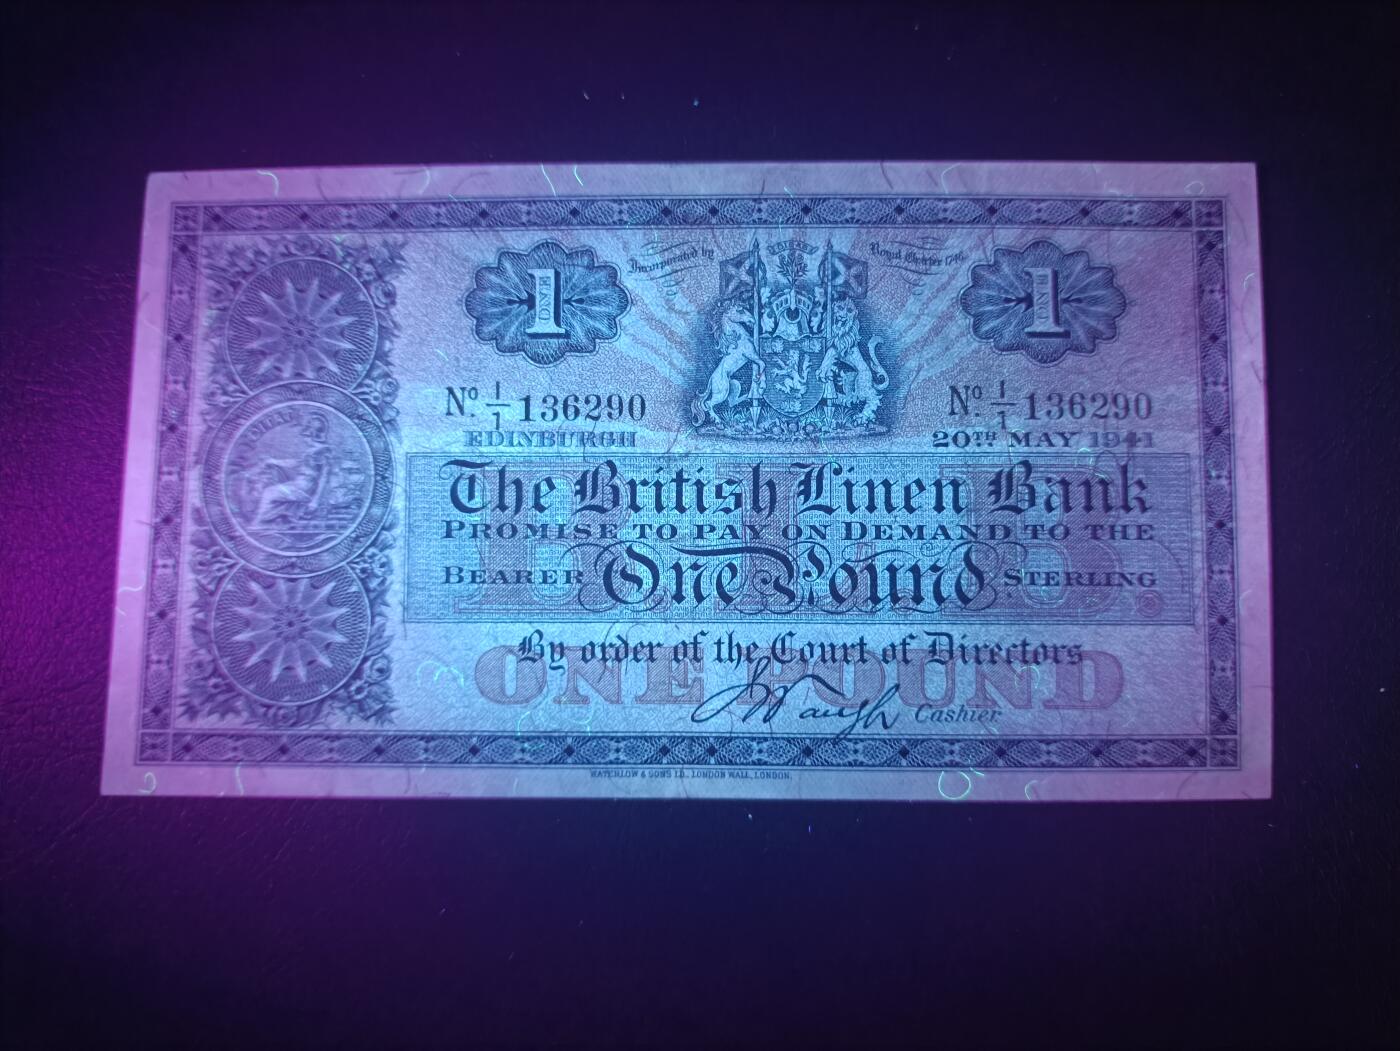 Incorporated by Royal Charter 1746
1 ONE
1 ONE
Nº 1/1 136290
Nº 1/1 136290
EDINBURGH
20TH MAY 1941
The British Linen Bank
PROMISE TO PAY ON DEMAND TO THE
BEARER One Pound STERLING
By order of the Court of Directors
ONE POUND
J Waugh Cashier
WATERLOW & SONS LD., LONDON WALL, LONDON.